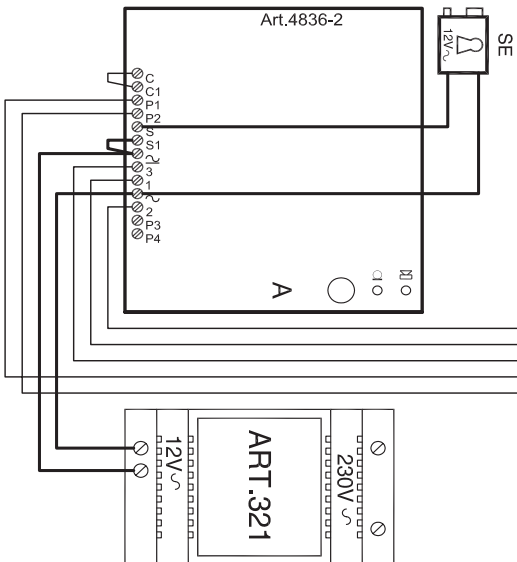 Art.4836-2
SE
12V~
C
C1
P1
P2
S
S1
~
3
1
~
2
P3
P4
A
12V~
ART.321
230V~